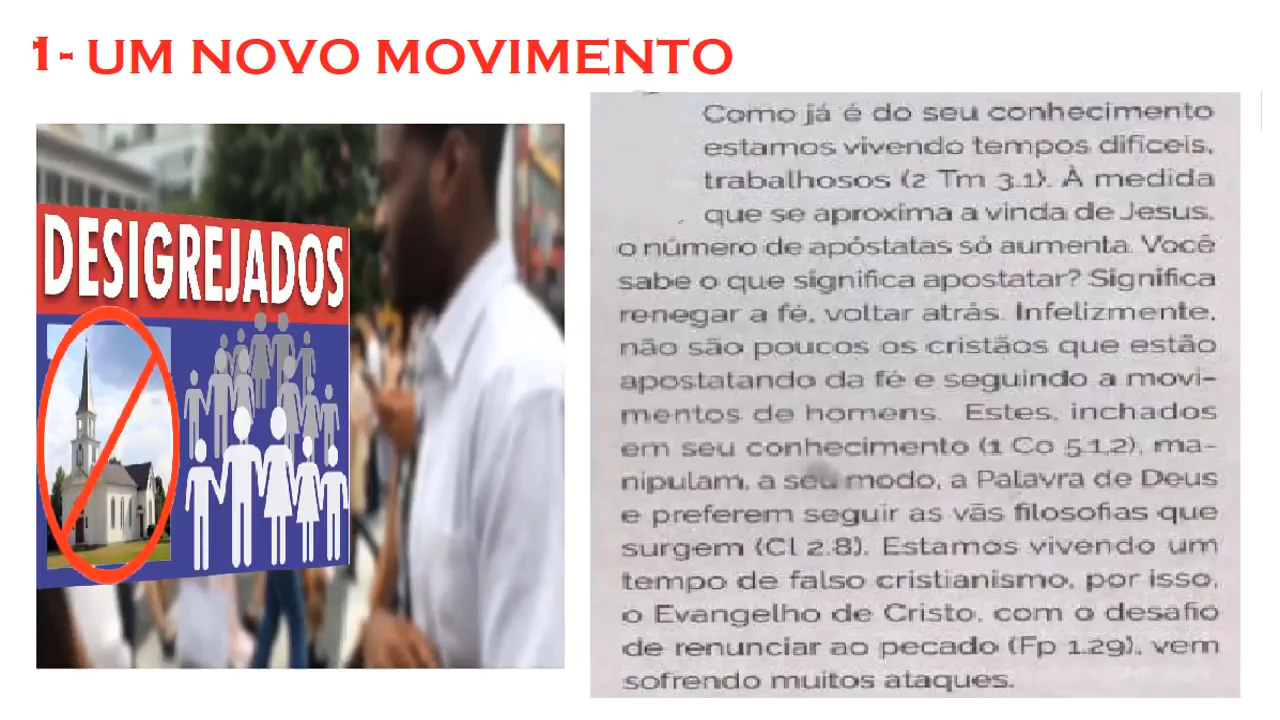 1- UM NOVO MOVIMENTO
DESIGREJADOS
Como já é do seu conhecimento
estamos vivendo tempos difíceis,
trabalhosos (2 Tm 3.1). À medida
que se aproxima a vinda de Jesus,
o número de apóstatas só aumenta. Você
sabe o que significa apostatar? Significa
renegar a fé, voltar atrás. Infelizmente,
não são poucos os cristãos que estão
apostatando da fé e seguindo a movi-
mentos de homens. Estes, inchados
em seu conhecimento (1 Co 5.1,2), ma-
nipulam, a seu modo, a Palavra de Deus
e preferem seguir as vãs filosofias que
surgem (Cl 2.8). Estamos vivendo um
tempo de falso cristianismo, por isso,
o Evangelho de Cristo, com o desafio
de renunciar ao pecado (Fp 1.29), vem
sofrendo muitos ataques.